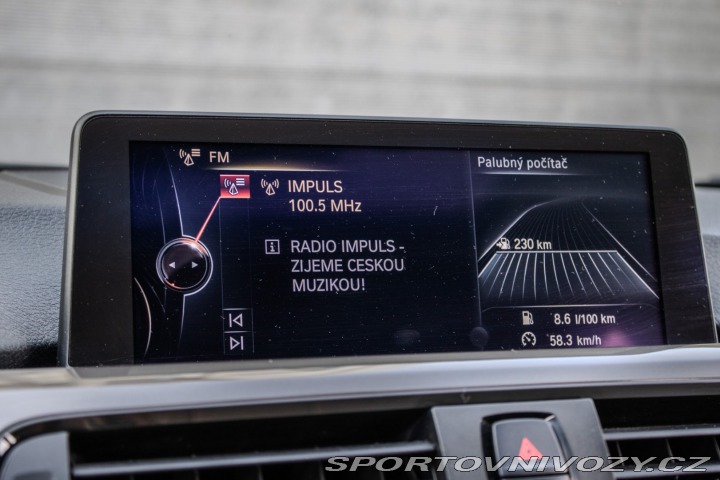 FM
IMPULS
100.5 MHz
RADIO IMPULS -
ZIJEME CESKOU
MUZIKOU!
Palubný počítač
230 km
8.6 l/100 km
58.3 km/h
SPORTOVNIVOZY.CZ